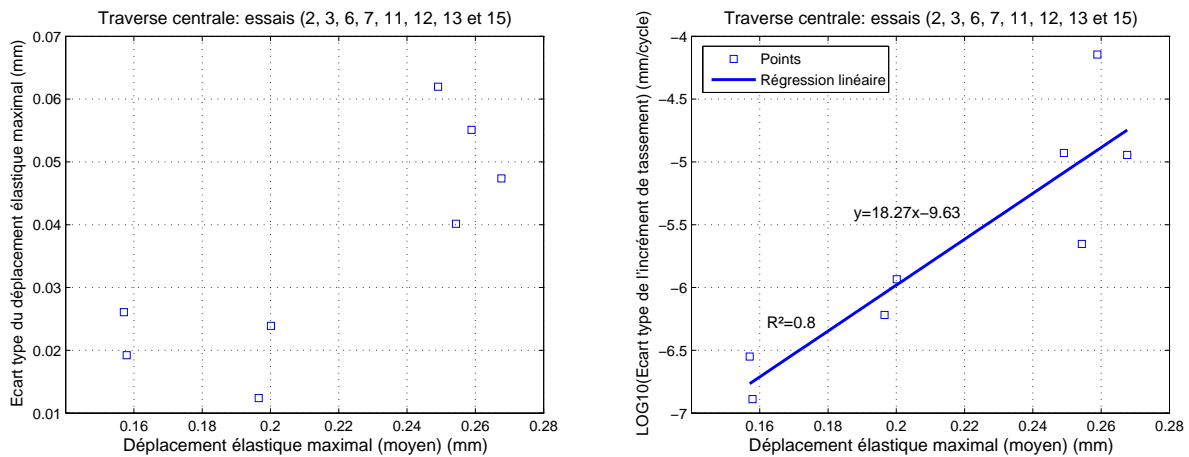 Traverse centrale: essais (2, 3, 6, 7, 11, 12, 13 et 15)
Ecart type du déplacement élastique maximal (mm)
0.07
0.06
0.05
0.04
0.03
0.02
0.01
0.16 0.18 0.2 0.22 0.24 0.26 0.28
Déplacement élastique maximal (moyen) (mm)
Traverse centrale: essais (2, 3, 6, 7, 11, 12, 13 et 15)
LOG10(Ecart type de l'incrément de tassement) (mm/cycle)
−4
−4.5
−5
−5.5
−6
−6.5
−7
Points
Régression linéaire
y=18.27x−9.63
R²=0.8
0.16 0.18 0.2 0.22 0.24 0.26 0.28
Déplacement élastique maximal (moyen) (mm)